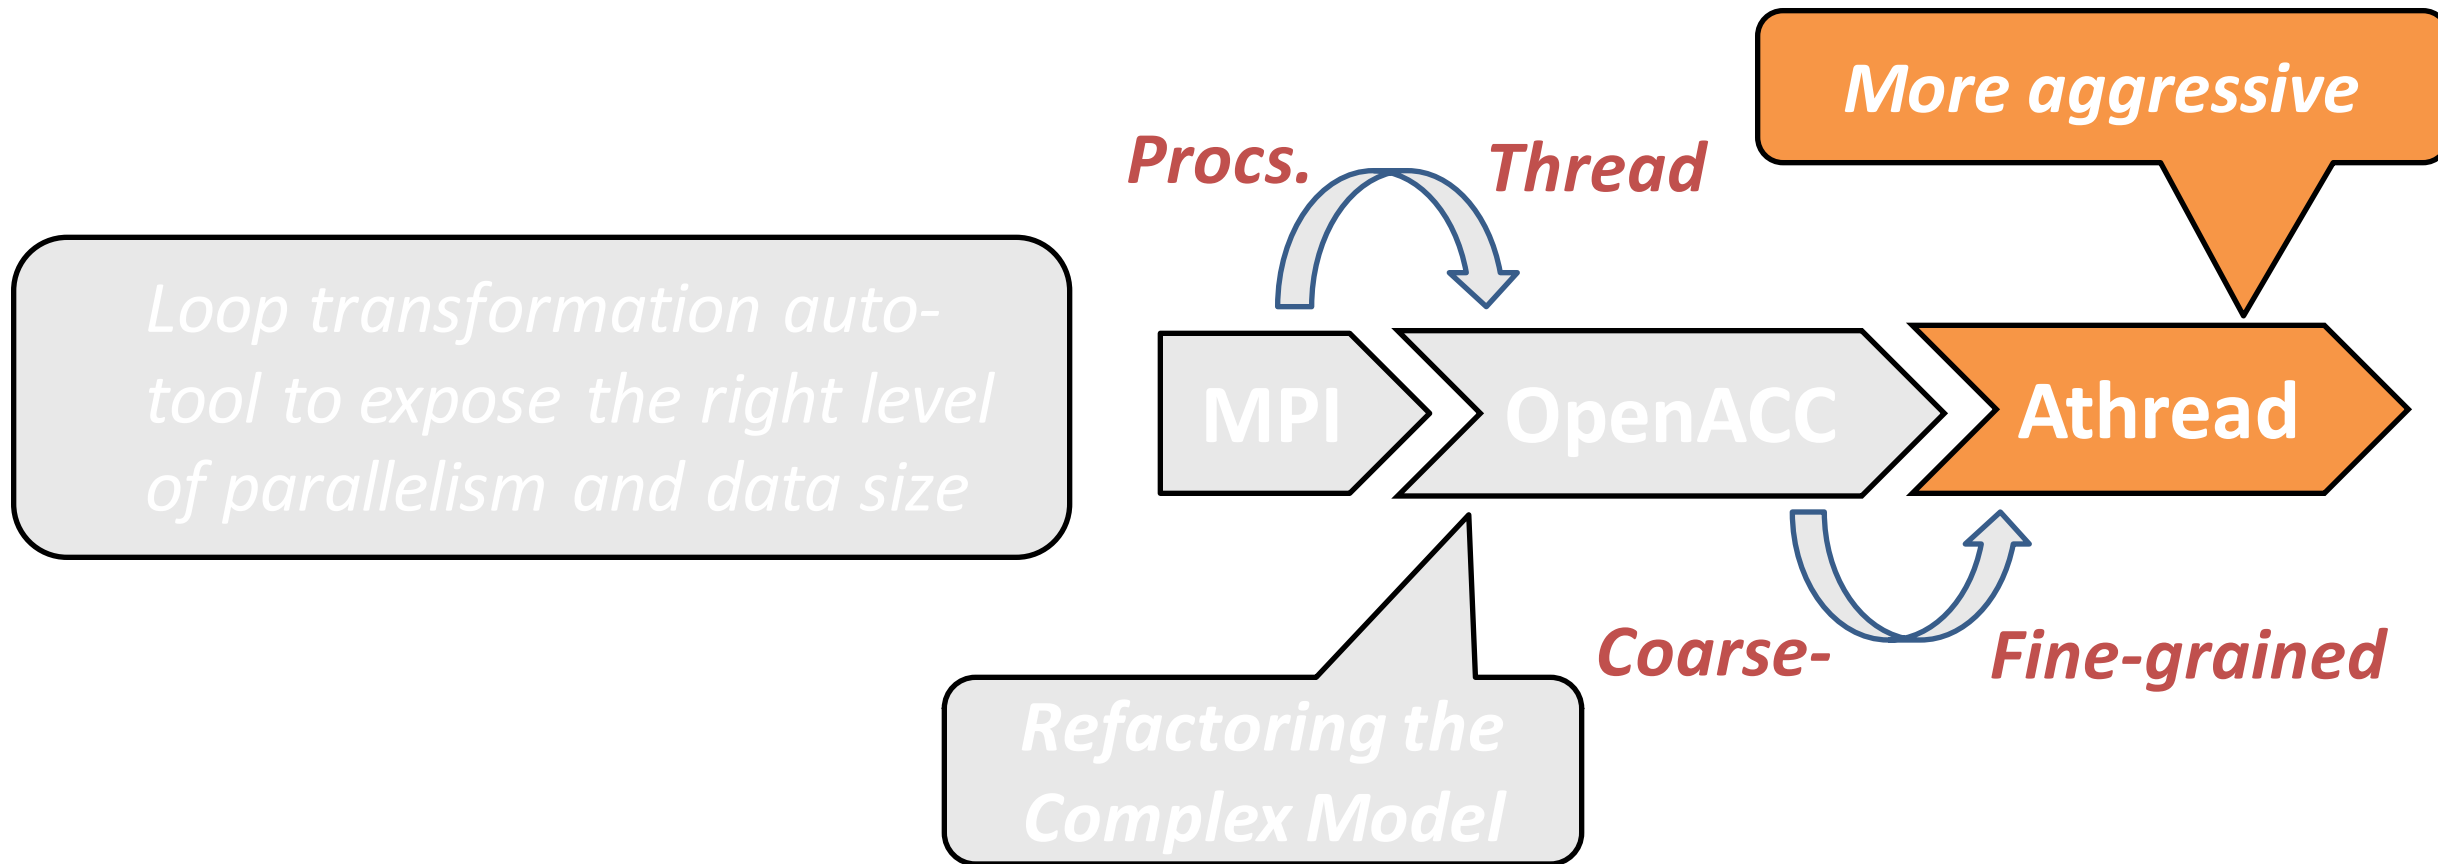 More aggressive
Procs.
Thread
Loop transformation auto-
tool to expose the right level
of parallelism and data size
MPI
OpenACC
Athread
Coarse-
Fine-grained
Refactoring the
Complex Model